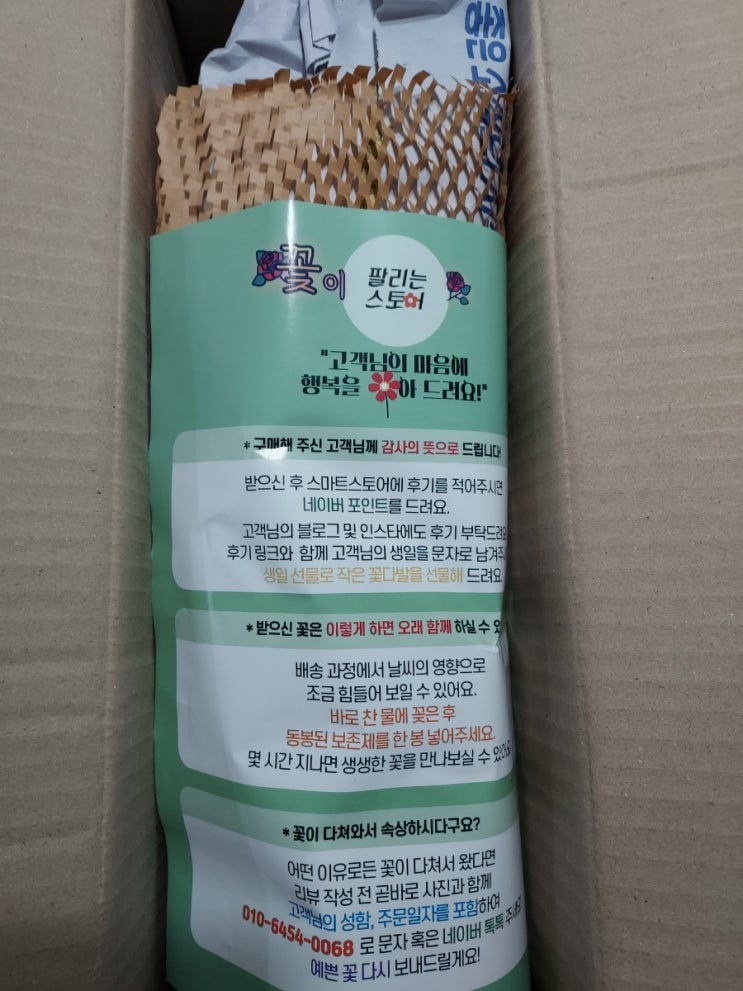 꽃이 팔리는
스토어
"고객님의 마음에
행복을 아 드려요!"
* 구매해 주신 고객님께 감사의 뜻으로 드립니다!
받으신 후 스마트스토어에 후기를 적어주시면
네이버 포인트를 드려요.
고객님의 블로그 및 인스타에도 후기 부탁드려요
후기 링크와 함께 고객님의 생일을 문자로 남겨주
생일 선물로 작은 꽃다발을 선물해 드려요.
* 받으신 꽃은 이렇게 하면 오래 함께 하실 수 있
배송 과정에서 날씨의 영향으로
조금 힘들어 보일 수 있어요.
바로 찬 물에 꽂은 후
동봉된 보존제를 한 봉 넣어주세요.
몇 시간 지나면 생생한 꽃을 만나보실 수 있어요
* 꽃이 다쳐와서 속상하시다구요?
어떤 이유로든 꽃이 다쳐서 왔다면
리뷰 작성 전 곧바로 사진과 함께
고객님의 성함, 주문일자를 포함하여
010-6454-0068 로 문자 혹은 네이버 톡톡 주세요
예쁜 꽃 다시 보내드릴게요!